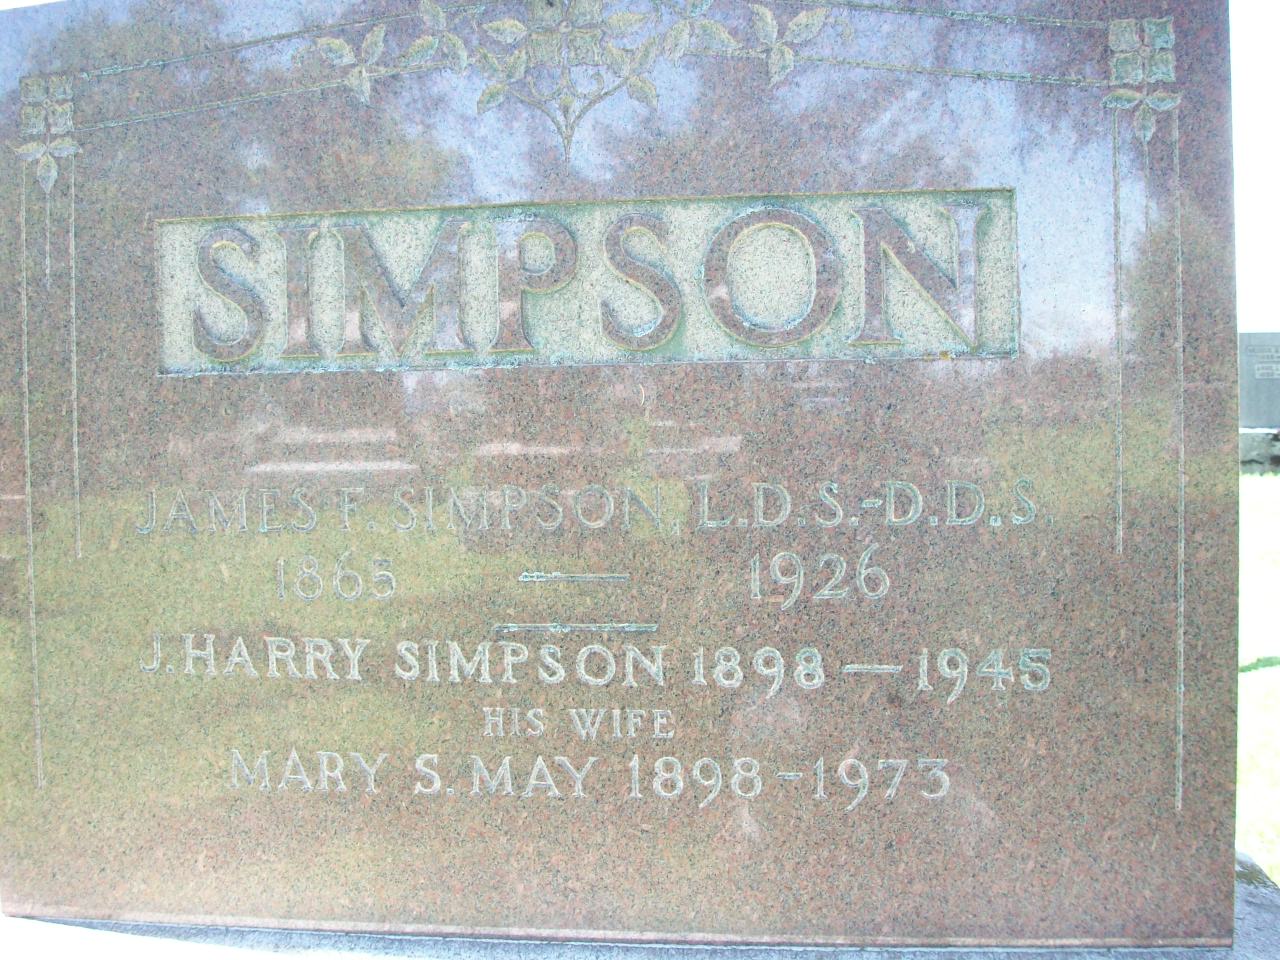 SIMPSON
JAMES F. SIMPSON, L.D.S.-D.D.S.
1865 — 1926
J. HARRY SIMPSON 1898 — 1945
HIS WIFE
MARY S. MAY 1898 - 1973